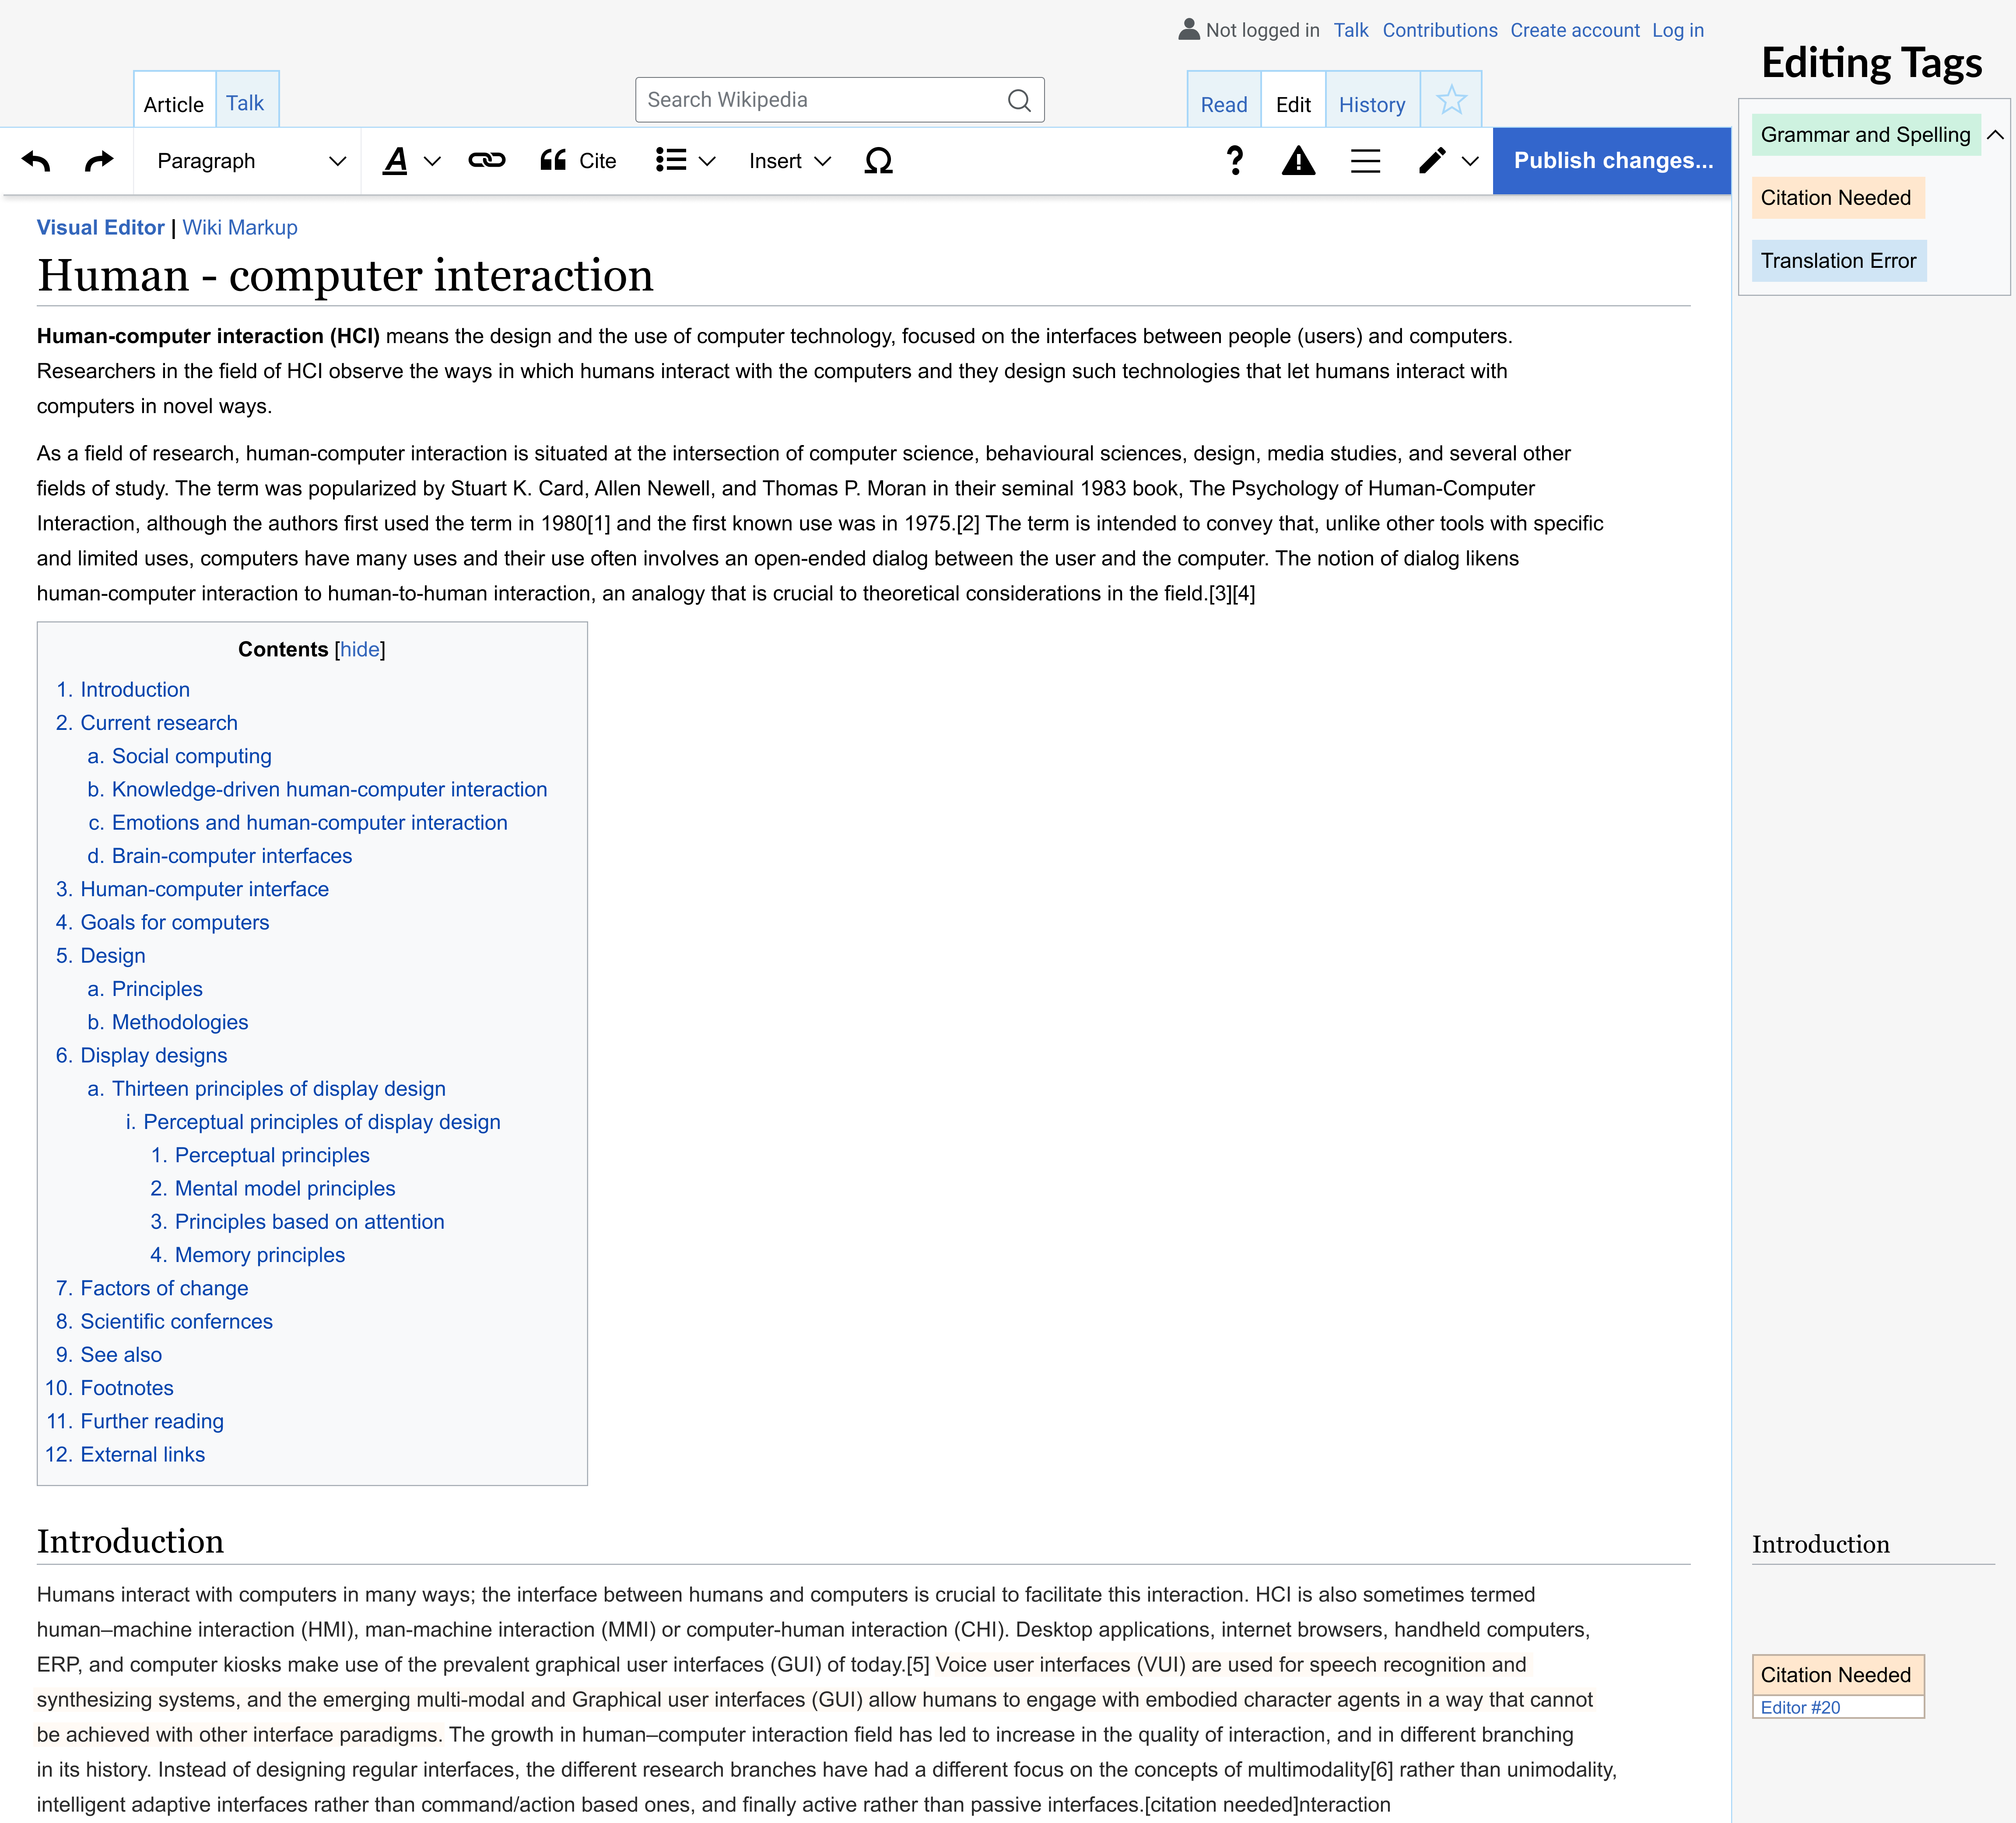 Not logged in Talk Contributions Create account Log in
Editing Tags
Article Talk
Search Wikipedia
Read Edit History
Grammar and Spelling
Paragraph
A
Cite
Insert
Ω
?
Publish changes...
Citation Needed
Translation Error
Visual Editor | Wiki Markup
Human - computer interaction
Human-computer interaction (HCI) means the design and the use of computer technology, focused on the interfaces between people (users) and computers.
Researchers in the field of HCI observe the ways in which humans interact with the computers and they design such technologies that let humans interact with
computers in novel ways.
As a field of research, human-computer interaction is situated at the intersection of computer science, behavioural sciences, design, media studies, and several other
fields of study. The term was popularized by Stuart K. Card, Allen Newell, and Thomas P. Moran in their seminal 1983 book, The Psychology of Human-Computer
Interaction, although the authors first used the term in 1980[1] and the first known use was in 1975.[2] The term is intended to convey that, unlike other tools with specific
and limited uses, computers have many uses and their use often involves an open-ended dialog between the user and the computer. The notion of dialog likens
human-computer interaction to human-to-human interaction, an analogy that is crucial to theoretical considerations in the field.[3][4]
Contents [hide]
1. Introduction
2. Current research
a. Social computing
b. Knowledge-driven human-computer interaction
c. Emotions and human-computer interaction
d. Brain-computer interfaces
3. Human-computer interface
4. Goals for computers
5. Design
a. Principles
b. Methodologies
6. Display designs
a. Thirteen principles of display design
i. Perceptual principles of display design
1. Perceptual principles
2. Mental model principles
3. Principles based on attention
4. Memory principles
7. Factors of change
8. Scientific confernces
9. See also
10. Footnotes
11. Further reading
12. External links
Introduction
Introduction
Humans interact with computers in many ways; the interface between humans and computers is crucial to facilitate this interaction. HCI is also sometimes termed
human–machine interaction (HMI), man-machine interaction (MMI) or computer-human interaction (CHI). Desktop applications, internet browsers, handheld computers,
ERP, and computer kiosks make use of the prevalent graphical user interfaces (GUI) of today.[5] Voice user interfaces (VUI) are used for speech recognition and
synthesizing systems, and the emerging multi-modal and Graphical user interfaces (GUI) allow humans to engage with embodied character agents in a way that cannot
be achieved with other interface paradigms. The growth in human–computer interaction field has led to increase in the quality of interaction, and in different branching
in its history. Instead of designing regular interfaces, the different research branches have had a different focus on the concepts of multimodality[6] rather than unimodality,
intelligent adaptive interfaces rather than command/action based ones, and finally active rather than passive interfaces.[citation needed]nteraction
Citation Needed
Editor #20